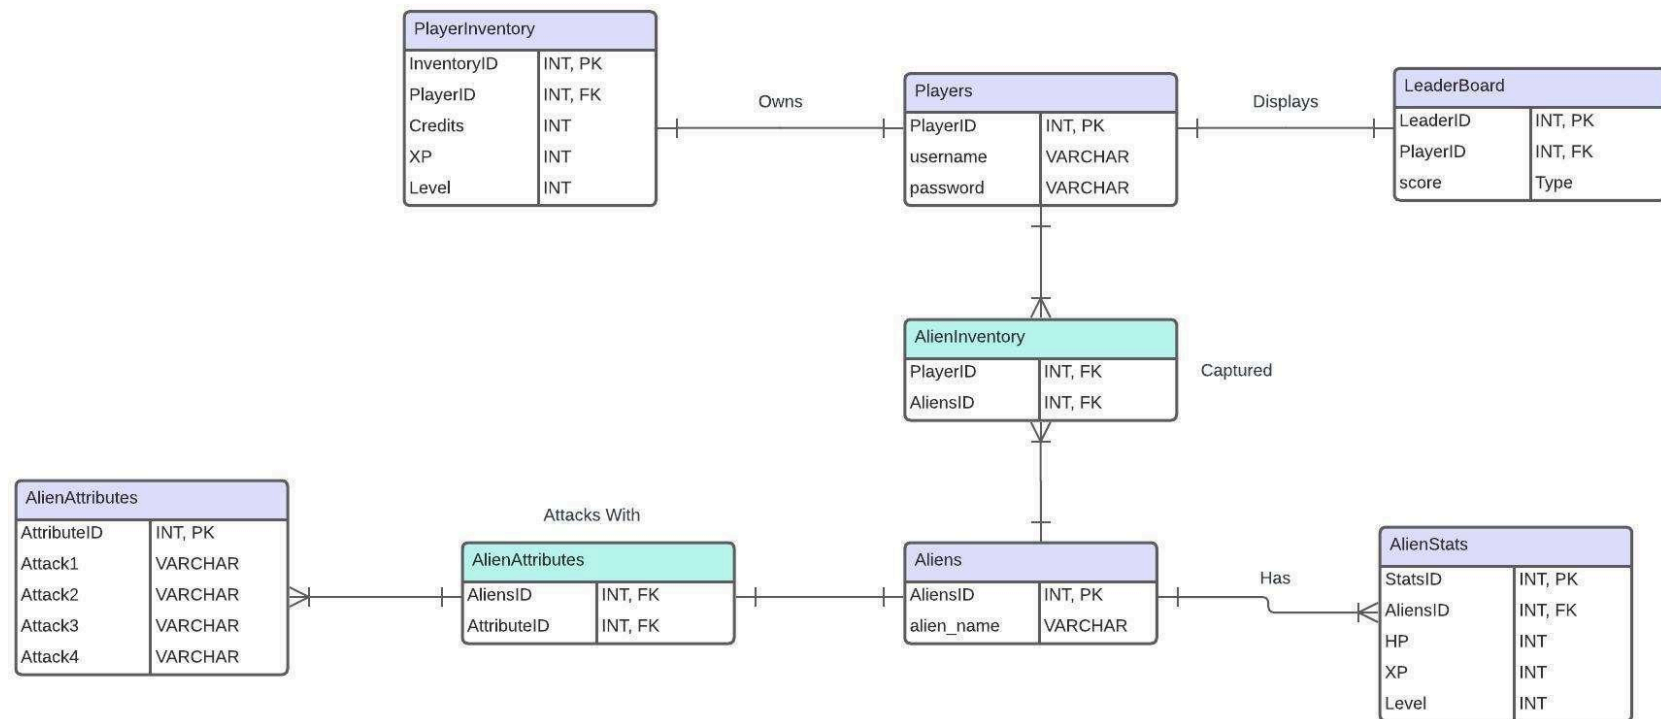 PlayerInventory
InventoryID INT, PK
PlayerID INT, FK
Credits INT
XP INT
Level INT
Owns
Players
PlayerID INT, PK
username VARCHAR
password VARCHAR
Displays
LeaderBoard
LeaderID INT, PK
PlayerID INT, FK
score Type
AlienInventory
PlayerID INT, FK
AliensID INT, FK
Captured
AlienAttributes
AttributeID INT, PK
Attack1 VARCHAR
Attack2 VARCHAR
Attack3 VARCHAR
Attack4 VARCHAR
Attacks With
AlienAttributes
AliensID INT, FK
AttributeID INT, FK
Aliens
AliensID INT, PK
alien_name VARCHAR
Has
AlienStats
StatsID INT, PK
AliensID INT, FK
HP INT
XP INT
Level INT